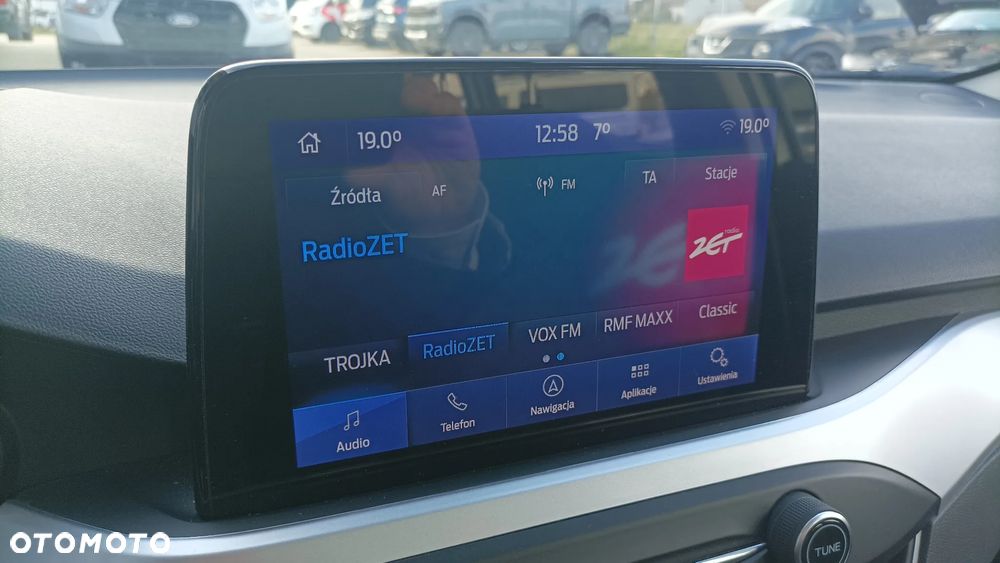 19.0° 12:58 7° 19.0°
Źródła AF FM TA Stacje
RadioZET
radio
ZET
TROJKA RadioZET VOX FM RMF MAXX Classic
Audio Telefon Nawigacja Aplikacje Ustawienia
TUNE
OTOMOTO